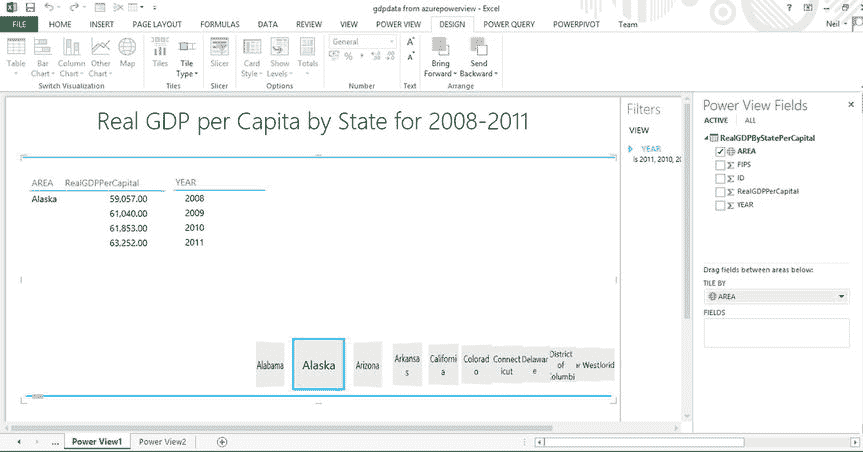 gdpdata from azurepowerview - Excel
FILE HOME INSERT PAGE LAYOUT FORMULAS DATA REVIEW VIEW POWER VIEW DESIGN POWER QUERY POWERPIVOT Team
Neil
General
Table Bar Chart Column Chart Other Chart Map Tiles Tile Type Slicer Card Style Show Levels Totals $ % Bring Forward Send Backward
Switch Visualization Tiles Slicer Options Number Text Arrange
Real GDP per Capita by State for 2008-2011
AREA RealGDPPerCapital YEAR
Alaska 59,057.00 2008
61,040.00 2009
61,853.00 2010
63,252.00 2011
Alabama Alaska Arizona Arkansas California Colorado Connecticut Delaware District of Columbi
Filters
VIEW
YEAR
is 2011, 2010, 20
Power View Fields
ACTIVE ALL
RealGDPByStatePerCapital
AREA
Σ FIPS
Σ ID
Σ RealGDPPerCapital
Σ YEAR
Drag fields between areas below:
TILE BY
AREA
FIELDS
... Power View1 Power View2